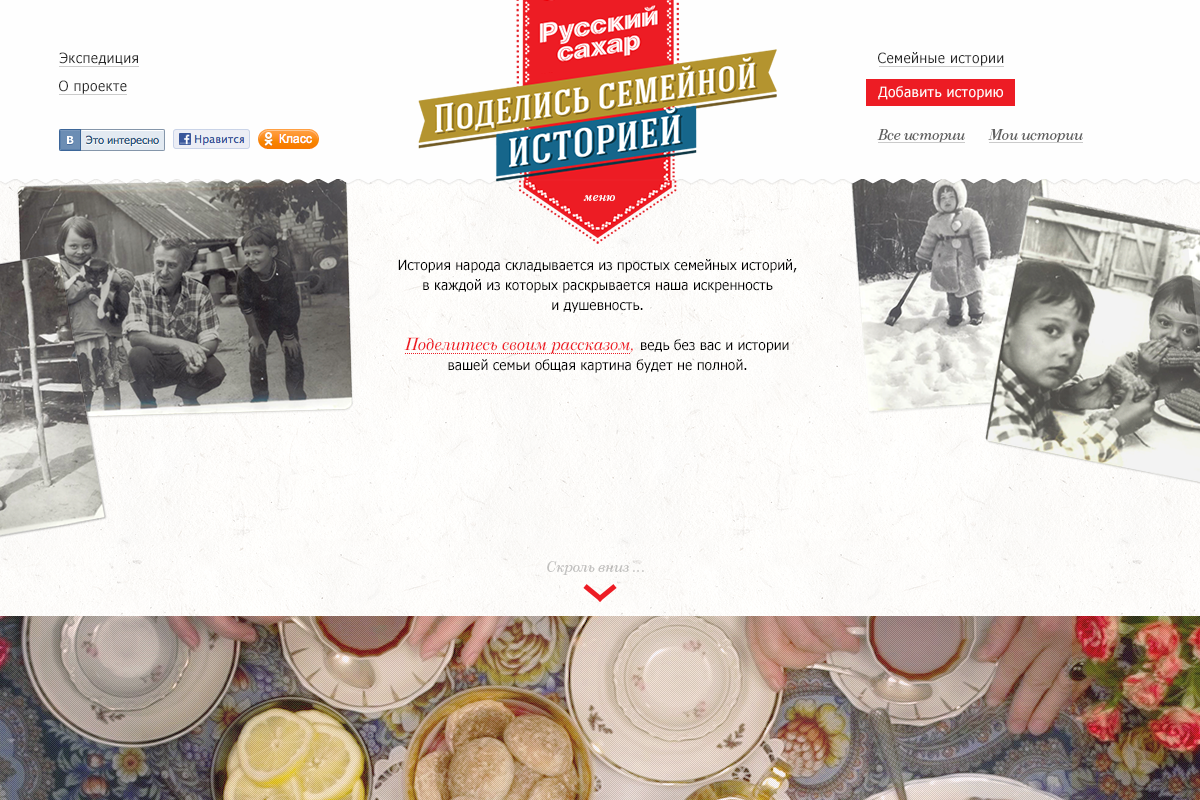 Русский
сахар
Поделись семейной
историей
меню
Экспедиция
О проекте
В Это интересно
f Нравится
Класс
Семейные истории
Добавить историю
Все истории Мои истории
История народа складывается из простых семейных историй,
в каждой из которых раскрывается наша искренность
и душевность.
Поделитесь своим рассказом, ведь без вас и истории
вашей семьи общая картина будет не полной.
Скроль вниз ...